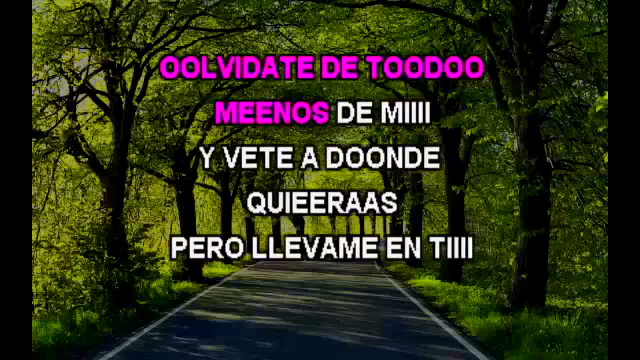 OOLVIDATE DE TOODOO
MEENOS DE MIIII
Y VETE A DOONDE
QUIEERAAS
PERO LLEVAME EN TIIII